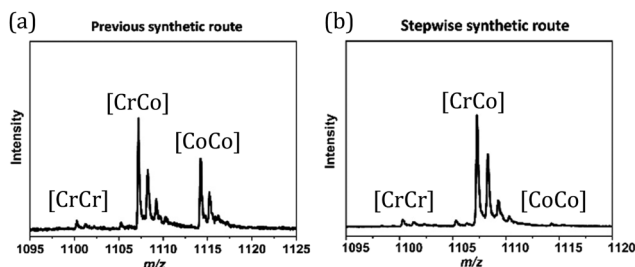 (a)
Previous synthetic route
[CrCo]
[CoCo]
[CrCr]
Intensity
1095 1100 1105 1110 1115 1120 1125
m/z
(b)
Stepwise synthetic route
[CrCo]
[CrCr]
[CoCo]
Intensity
1095 1100 1105 1110 1115 1120
m/z